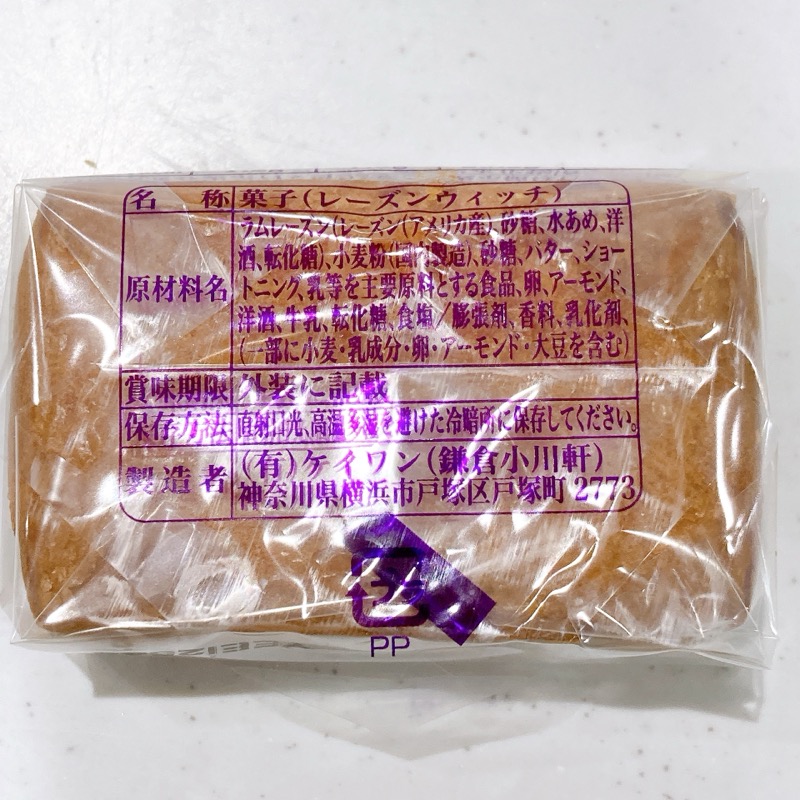 名称 菓子(レーズンウィッチ)
原材料名 ラムレーズン(レーズン(アメリカ産)、砂糖、水あめ、洋
酒、転化糖)、小麦粉(国内製造)、砂糖、バター、ショー
トニング、乳等を主要原料とする食品、卵、アーモンド、
洋酒、牛乳、転化糖、食塩/膨張剤、香料、乳化剤、
(一部に小麦・乳成分・卵・アーモンド・大豆を含む)
賞味期限 外装に記載
保存方法 直射日光、高温多湿を避けた冷暗所に保存してください。
製造者 (有)ケイワン(鎌倉小川軒)
神奈川県横浜市戸塚区戸塚町 2773
プラ
PP